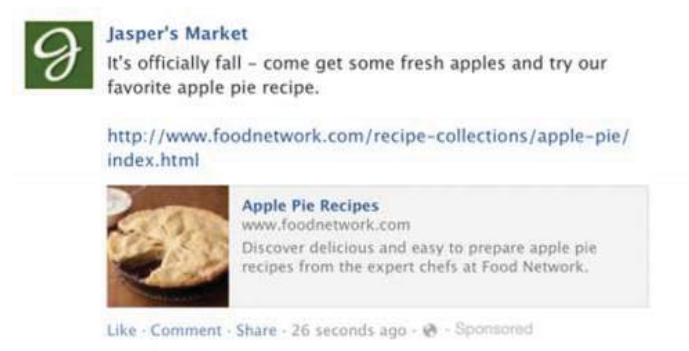 Jasper's Market
It's officially fall – come get some fresh apples and try our
favorite apple pie recipe.
http://www.foodnetwork.com/recipe-collections/apple-pie/
index.html
Apple Pie Recipes
www.foodnetwork.com
Discover delicious and easy to prepare apple pie
recipes from the expert chefs at Food Network.
Like · Comment · Share · 26 seconds ago · · Sponsored